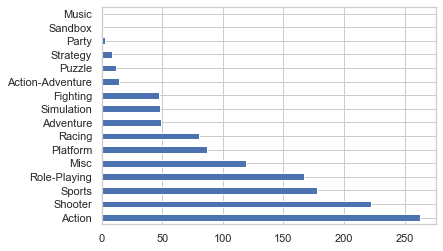 Music
Sandbox
Party
Strategy
Puzzle
Action-Adventure
Fighting
Simulation
Adventure
Racing
Platform
Misc
Role-Playing
Sports
Shooter
Action
0 50 100 150 200 250